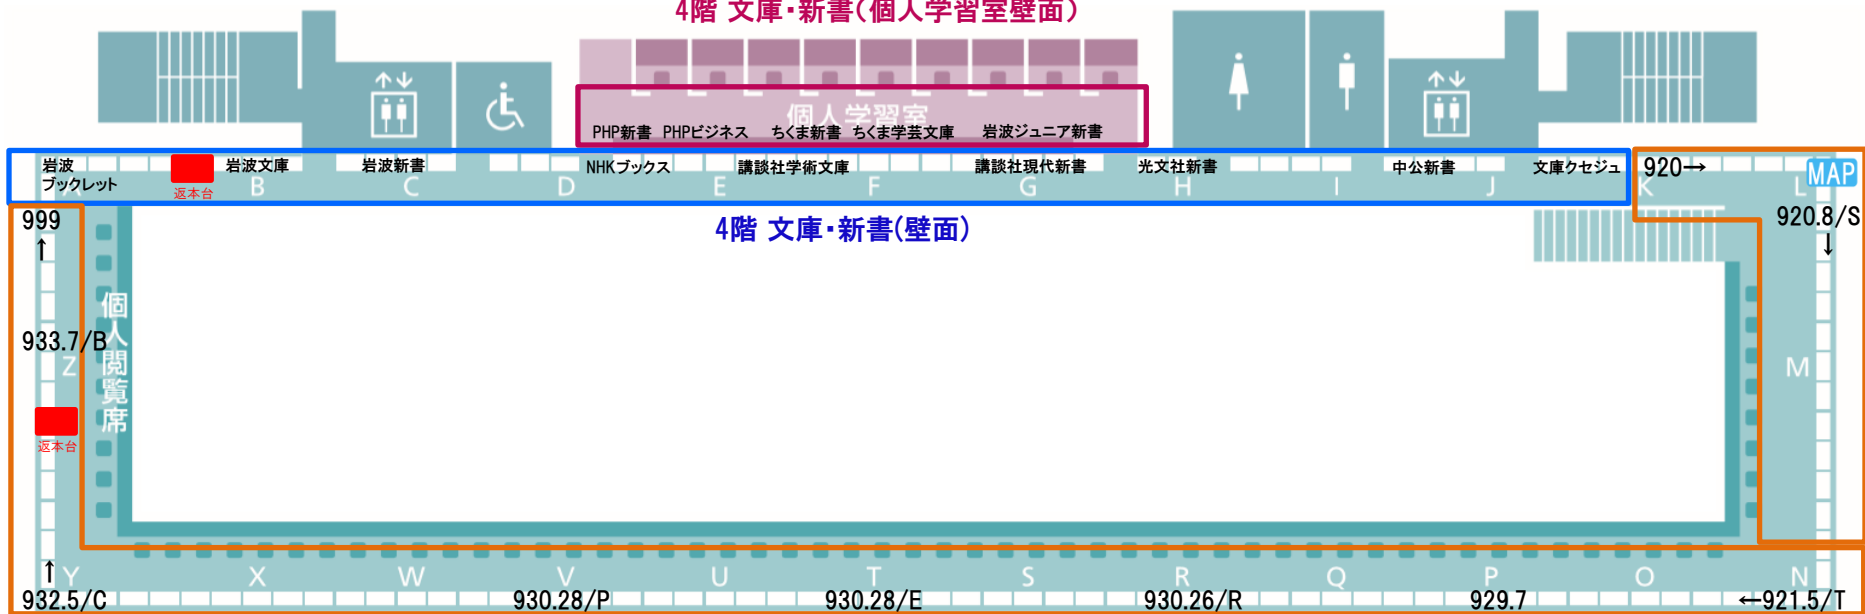 4階 文庫・新書(個人学習室壁面)
個人学習室
PHP新書 PHPビジネス ちくま新書 ちくま学芸文庫 岩波ジュニア新書
岩波
ブックレット
返本台
岩波文庫 岩波新書 NHKブックス 講談社学術文庫 講談社現代新書 光文社新書 中公新書 文庫クセジュ
920→
MAP
A B C D E F G H I J K L
4階 文庫・新書(壁面)
999
↑
920.8/S
↓
個人閲覧席
933.7/B
Z
M
返本台
↑
Y X W V U T S R Q P O N
932.5/C 930.28/P 930.28/E 930.26/R 929.7 ←921.5/T